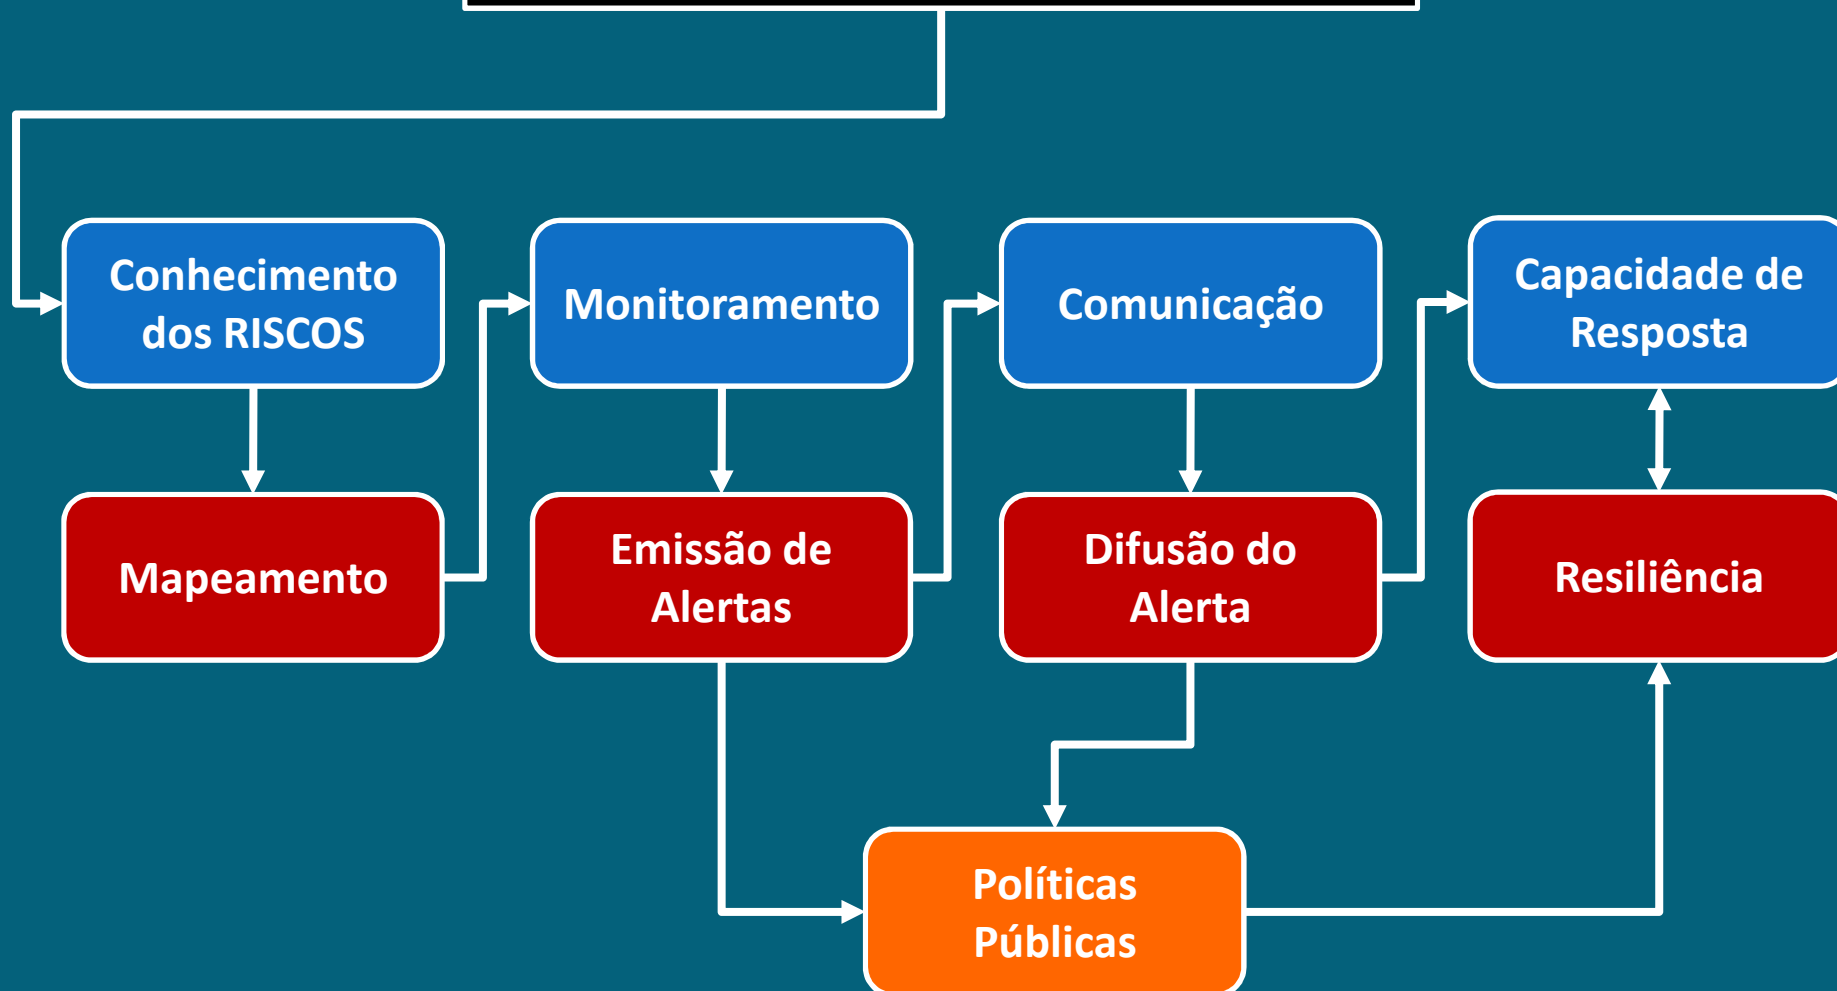 Conhecimento
dos RISCOS
Monitoramento
Comunicação
Capacidade de
Resposta
Mapeamento
Emissão de
Alertas
Difusão do
Alerta
Resiliência
Políticas
Públicas